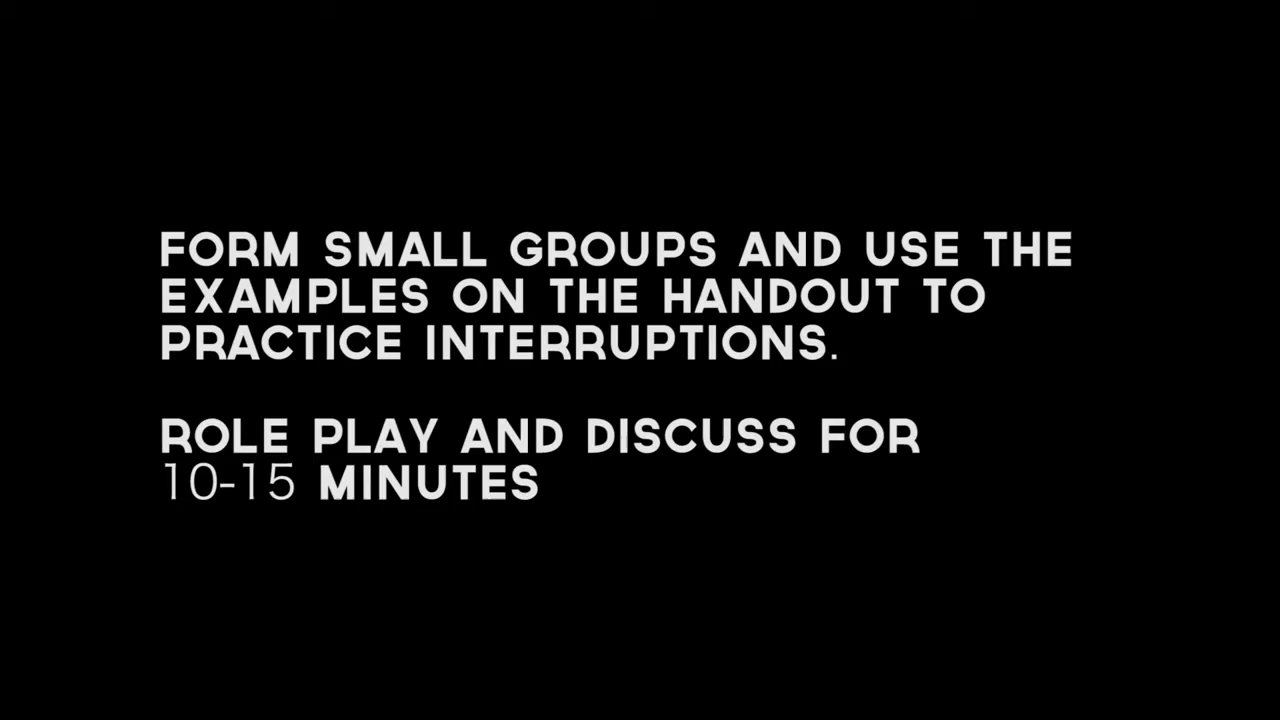 FORM SMALL GROUPS AND USE THE
EXAMPLES ON THE HANDOUT TO
PRACTICE INTERRUPTIONS.
ROLE PLAY AND DISCUSS FOR
10-15 MINUTES